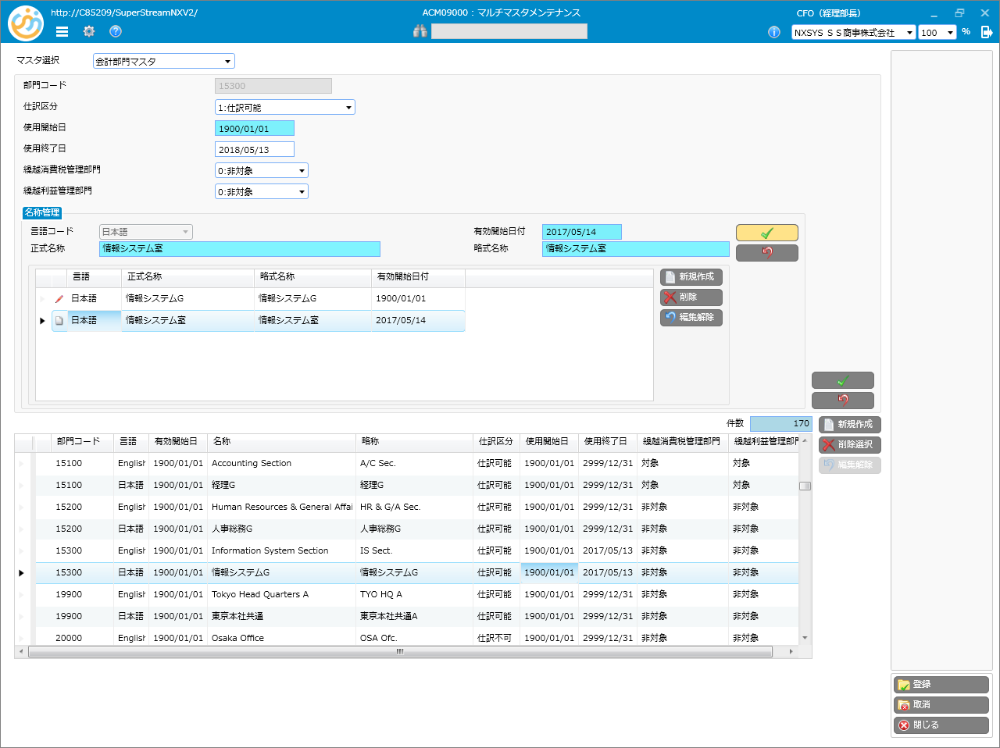 http://C85209/SuperStreamNXV2/
ACM09000 : マルチマスタメンテナンス
CFO（経理部長）
NXSYS ＳＳ商事株式会社
100
%
マスタ選択
会計部門マスタ
部門コード
15300
仕訳区分
1:仕訳可能
使用開始日
1900/01/01
使用終了日
2018/05/13
繰越消費税管理部門
0:非対象
繰越利益管理部門
0:非対象
名称管理
言語コード
日本語
有効開始日付
2017/05/14
正式名称
情報システム室
略式名称
情報システム室
言語 正式名称 略式名称 有効開始日付
日本語 情報システムG 情報システムG 1900/01/01
日本語 情報システム室 情報システム室 2017/05/14
新規作成
削除
編集解除
件数 170
新規作成
削除選択
編集解除
部門コード 言語 有効開始日 名称 略称 仕訳区分 使用開始日 使用終了日 繰越消費税管理部門 繰越利益管理部門
15100 English 1900/01/01 Accounting Section A/C Sec. 仕訳可能 1900/01/01 2999/12/31 対象 対象
15100 日本語 1900/01/01 経理G 経理G 仕訳可能 1900/01/01 2999/12/31 対象 対象
15200 English 1900/01/01 Human Resources & General Affai HR & G/A Sec. 仕訳可能 1900/01/01 2999/12/31 非対象 非対象
15200 日本語 1900/01/01 人事総務G 人事総務G 仕訳可能 1900/01/01 2999/12/31 非対象 非対象
15300 English 1900/01/01 Information System Section IS Sect. 仕訳可能 1900/01/01 2017/05/13 非対象 非対象
15300 日本語 1900/01/01 情報システムG 情報システムG 仕訳可能 1900/01/01 2017/05/13 非対象 非対象
19900 English 1900/01/01 Tokyo Head Quarters A TYO HQ A 仕訳可能 1900/01/01 2999/12/31 非対象 非対象
19900 日本語 1900/01/01 東京本社共通 東京本社共通A 仕訳可能 1900/01/01 2999/12/31 非対象 非対象
20000 English 1900/01/01 Osaka Office OSA Ofc. 仕訳不可 1900/01/01 2999/12/31 非対象 非対象
登録
取消
閉じる